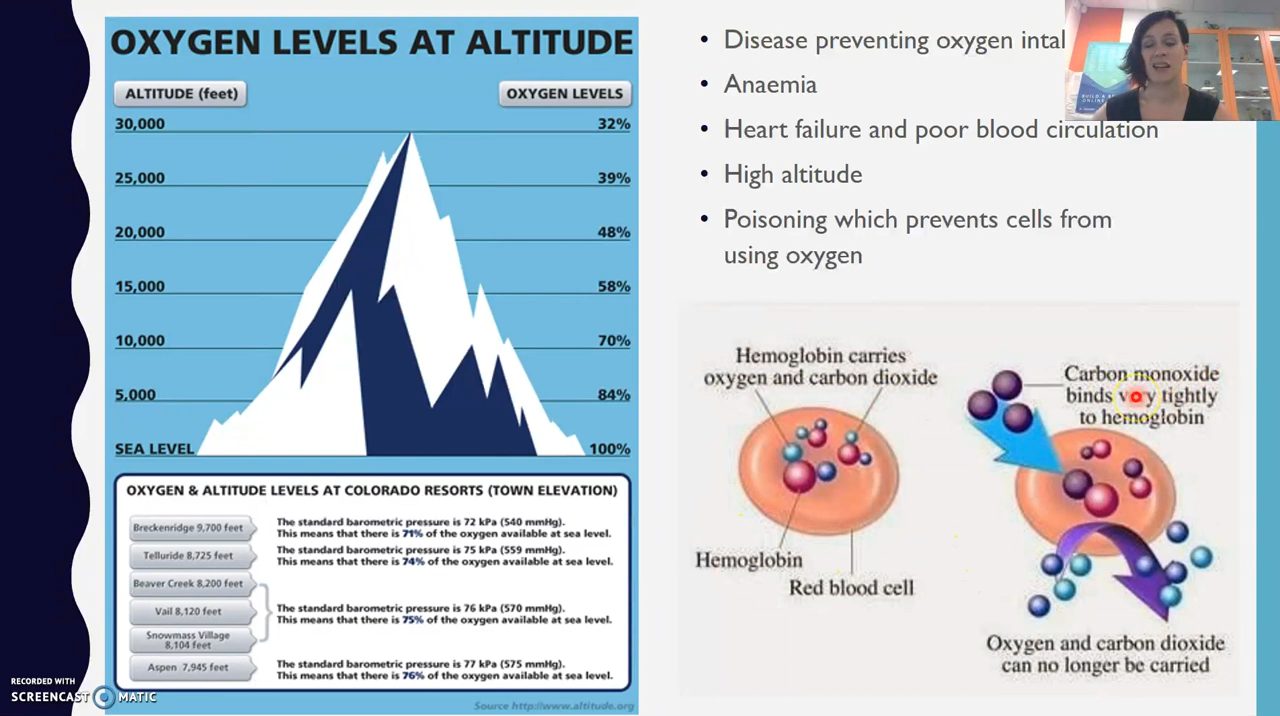 OXYGEN LEVELS AT ALTITUDE
ALTITUDE (feet)
OXYGEN LEVELS
30,000
32%
25,000
39%
20,000
48%
15,000
58%
10,000
70%
5,000
84%
SEA LEVEL
100%
OXYGEN & ALTITUDE LEVELS AT COLORADO RESORTS (TOWN ELEVATION)
Breckenridge 9,700 feet
The standard barometric pressure is 72 kPa (540 mmHg).
This means that there is 71% of the oxygen available at sea level.
Telluride 8,725 feet
The standard barometric pressure is 75 kPa (559 mmHg).
This means that there is 74% of the oxygen available at sea level.
Beaver Creek 8,200 feet
Vail 8,120 feet
The standard barometric pressure is 76 kPa (570 mmHg).
This means that there is 75% of the oxygen available at sea level.
Snowmass Village
8,104 feet
Aspen 7,945 feet
The standard barometric pressure is 77 kPa (575 mmHg).
This means that there is 76% of the oxygen available at sea level.
Source http://www.altitude.org
• Disease preventing oxygen
• Anaemia
• Heart failure and poor blood circulation
• High altitude
• Poisoning which prevents cells from
using oxygen
Hemoglobin carries
oxygen and carbon dioxide
Hemoglobin
Red blood cell
Carbon monoxide
binds very tightly
to hemoglobin
Oxygen and carbon dioxide
can no longer be carried
RECORDED WITH
SCREENCAST MATIC